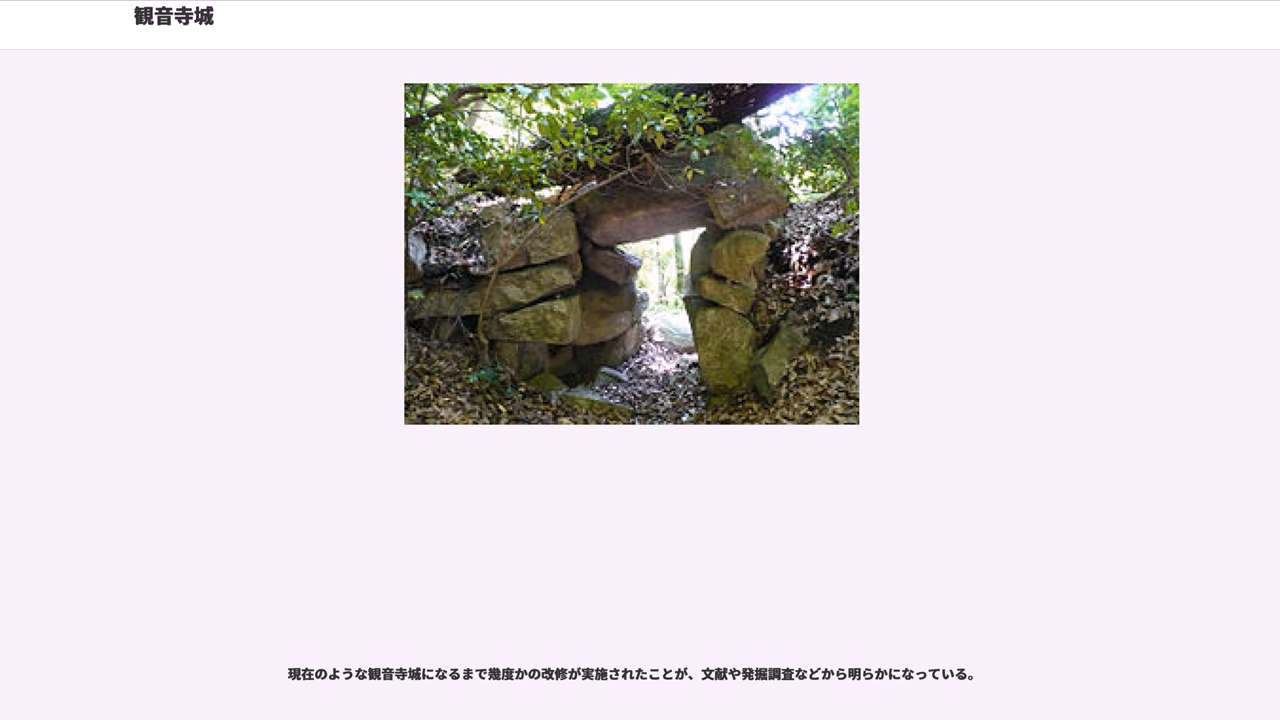 観音寺城
現在のような観音寺城になるまで幾度かの改修が実施されたことが、文献や発掘調査などから明らかになっている。